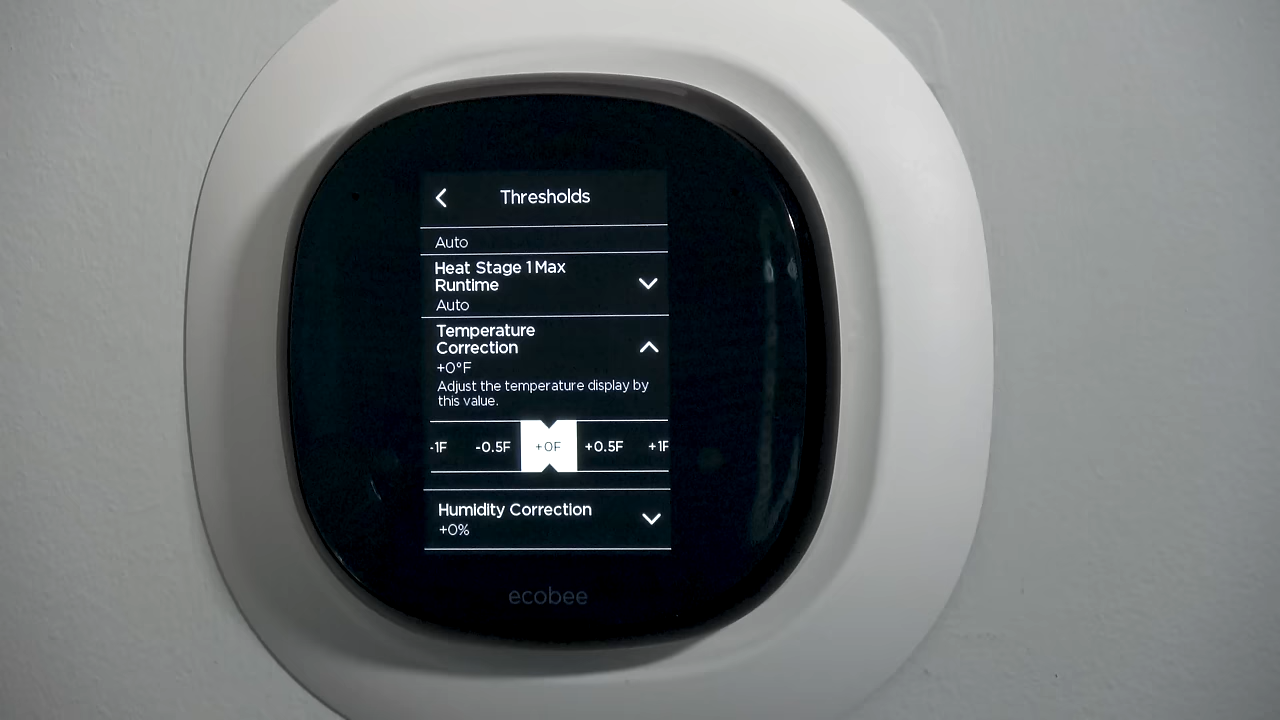 Thresholds
Auto
Heat Stage 1 Max
Runtime
Auto
Temperature
Correction
+0°F
Adjust the temperature display by
this value.
-1F -0.5F +0F +0.5F +1F
Humidity Correction
+0%
ecobee